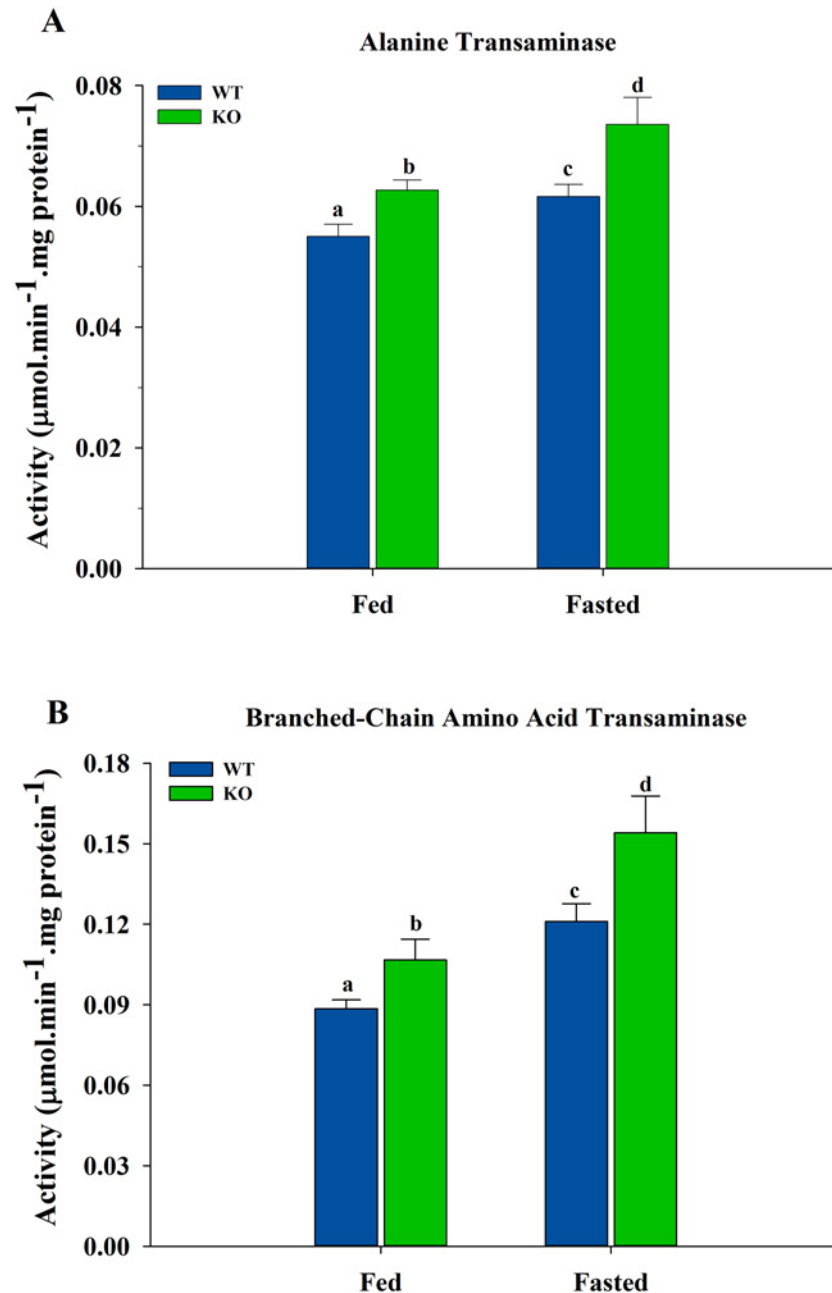 A
Alanine Transaminase
WT
KO
Activity (μmol.min⁻¹.mg protein⁻¹)
0.08
0.06
0.04
0.02
0.00
a
b
c
d
Fed
Fasted
B
Branched-Chain Amino Acid Transaminase
WT
KO
Activity (μmol.min⁻¹.mg protein⁻¹)
0.18
0.15
0.12
0.09
0.06
0.03
0.00
a
b
c
d
Fed
Fasted